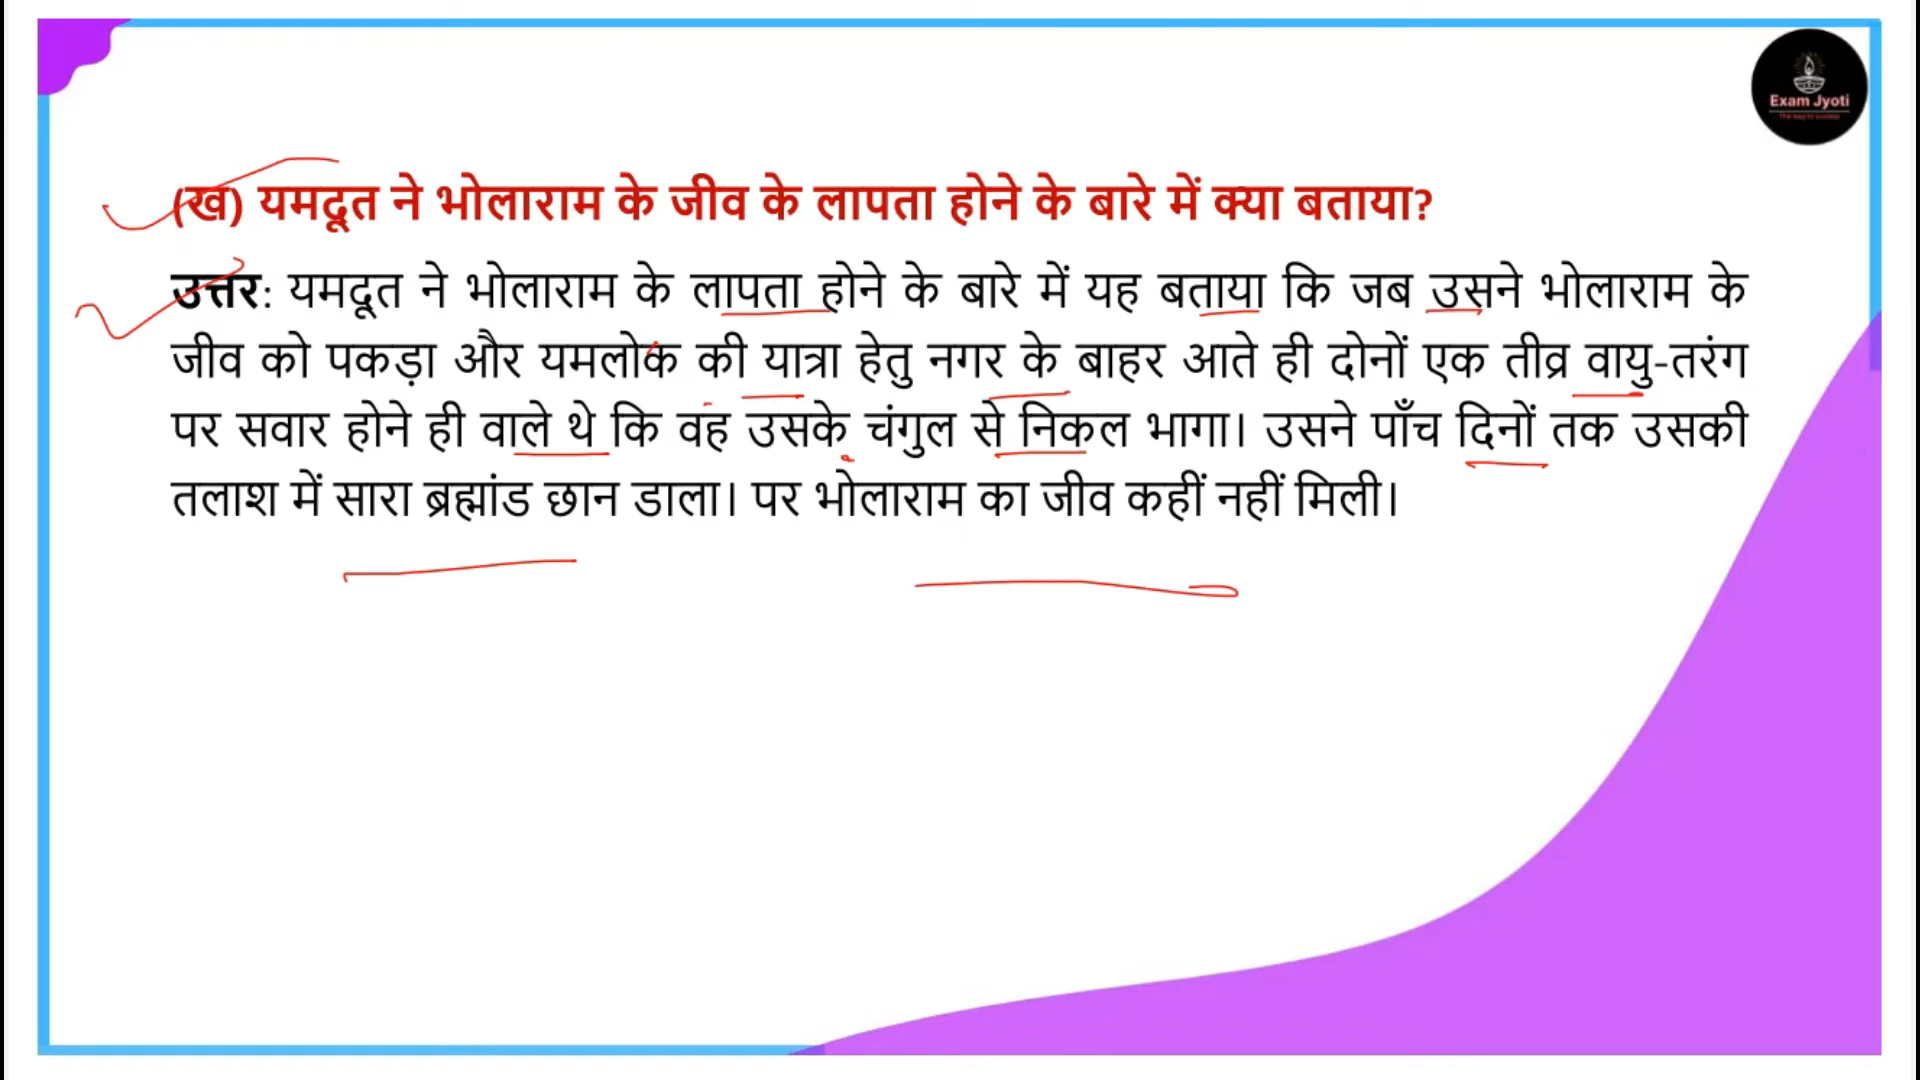 Exam Jyoti
(ख) यमदूत ने भोलाराम के जीव के लापता होने के बारे में क्या बताया?
उत्तर: यमदूत ने भोलाराम के लापता होने के बारे में यह बताया कि जब उसने भोलाराम के
जीव को पकड़ा और यमलोक की यात्रा हेतु नगर के बाहर आते ही दोनों एक तीव्र वायु-तरंग
पर सवार होने ही वाले थे कि वह उसके चंगुल से निकल भागा। उसने पाँच दिनों तक उसकी
तलाश में सारा ब्रह्मांड छान डाला। पर भोलाराम का जीव कहीं नहीं मिली।